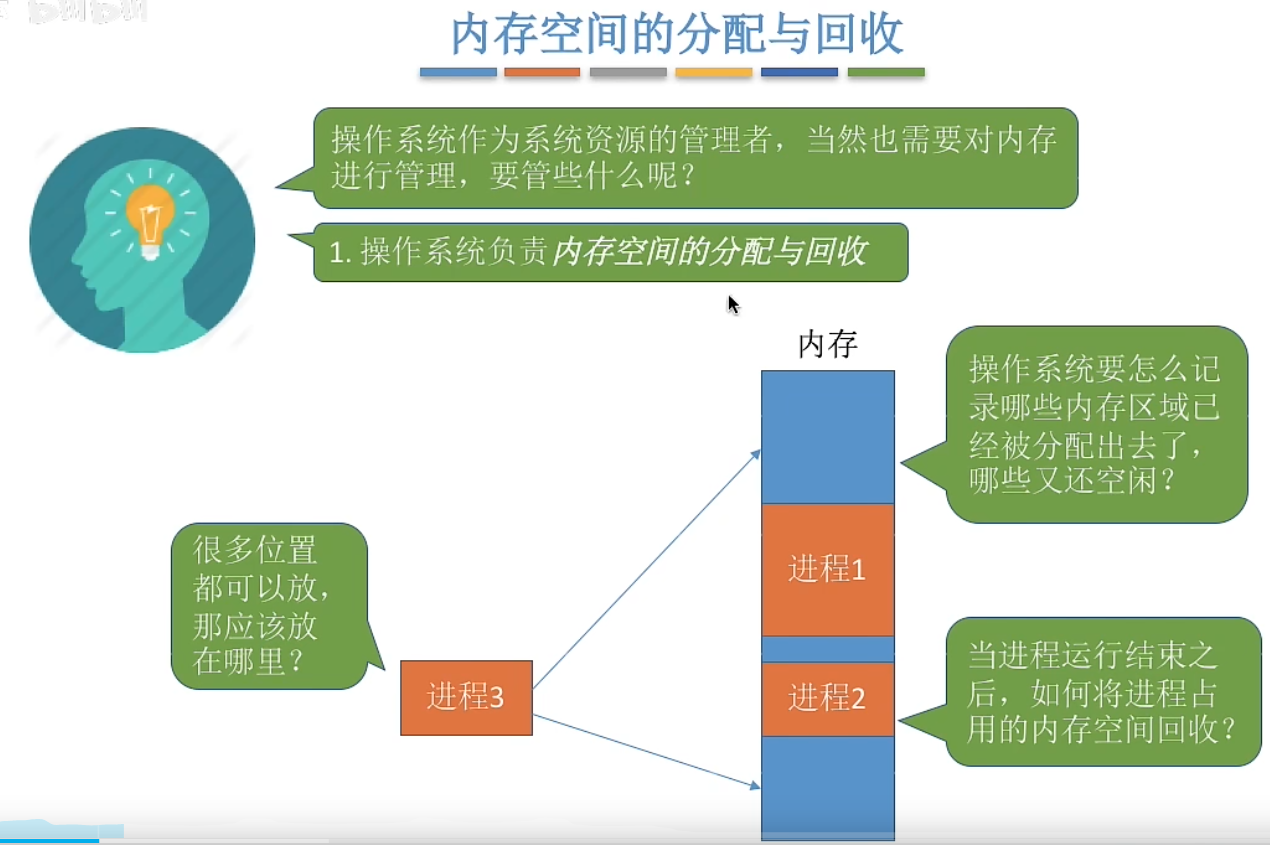 内存空间的分配与回收
操作系统作为系统资源的管理者，当然也需要对内存
进行管理，要管些什么呢？
1. 操作系统负责内存空间的分配与回收
内存
操作系统要怎么记
录哪些内存区域已
经被分配出去了，
哪些又还空闲？
进程1
很多位置
都可以放，
那应该放
在哪里？
进程3
进程2
当进程运行结束之
后，如何将进程占
用的内存空间回收？